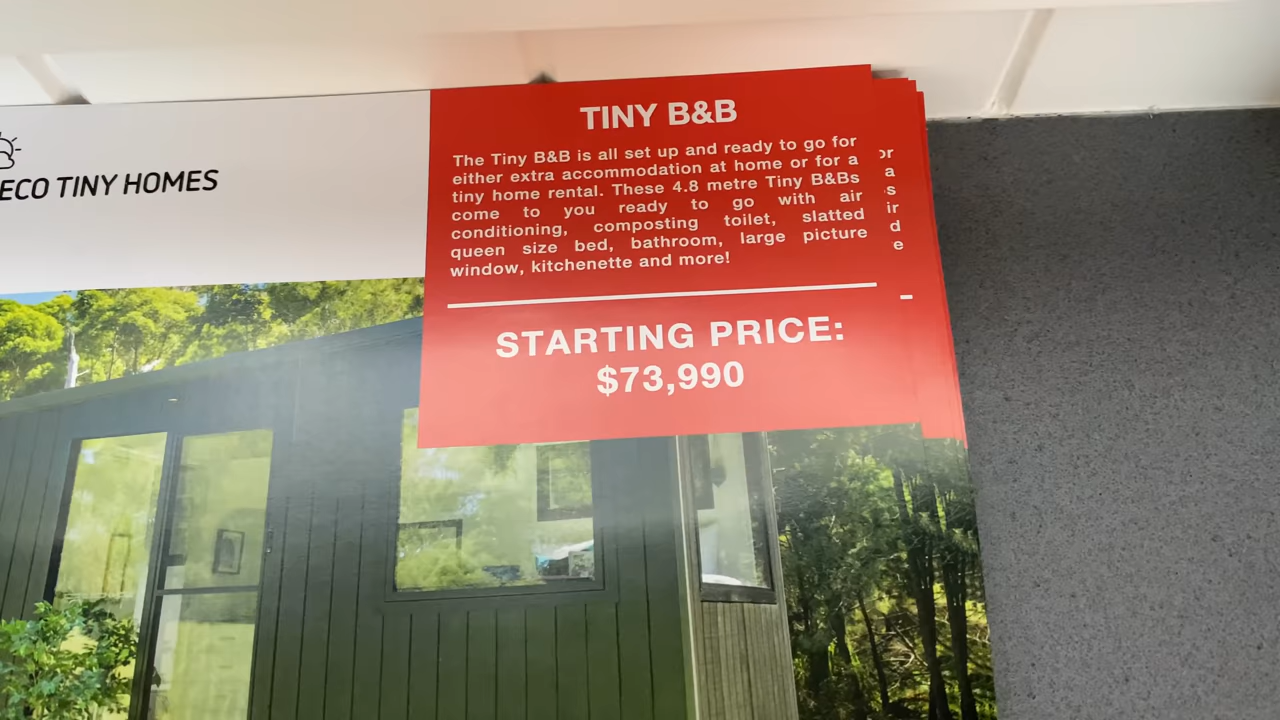 ECO TINY HOMES
TINY B&B
The Tiny B&B is all set up and ready to go for
either extra accommodation at home or for a
tiny home rental. These 4.8 metre Tiny B&Bs
come to you ready to go with air
conditioning, composting toilet, slatted
queen size bed, bathroom, large picture
window, kitchenette and more!
STARTING PRICE:
$73,990